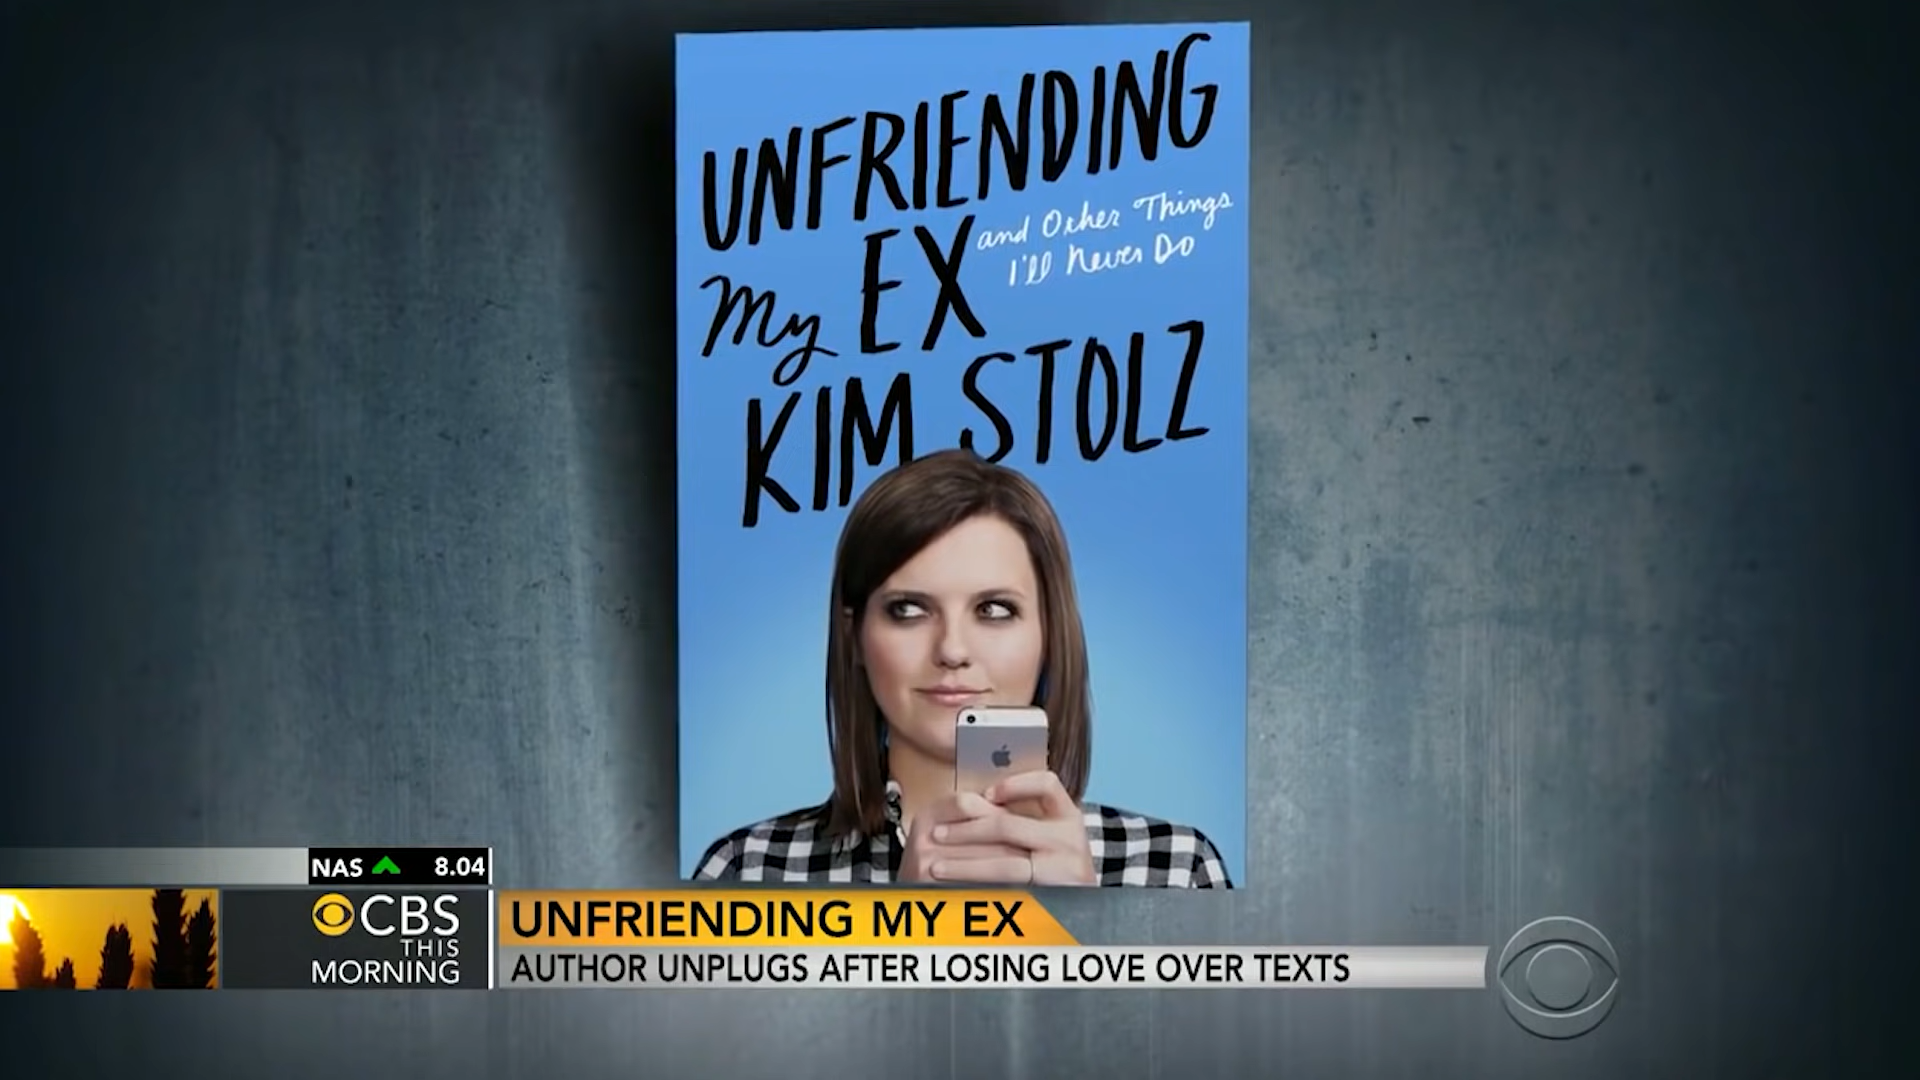 UNFRIENDING
My EX
and Other Things
I'll Never Do
KIM STOLZ
NAS 8.04
CBS
THIS
MORNING
UNFRIENDING MY EX
AUTHOR UNPLUGS AFTER LOSING LOVE OVER TEXTS